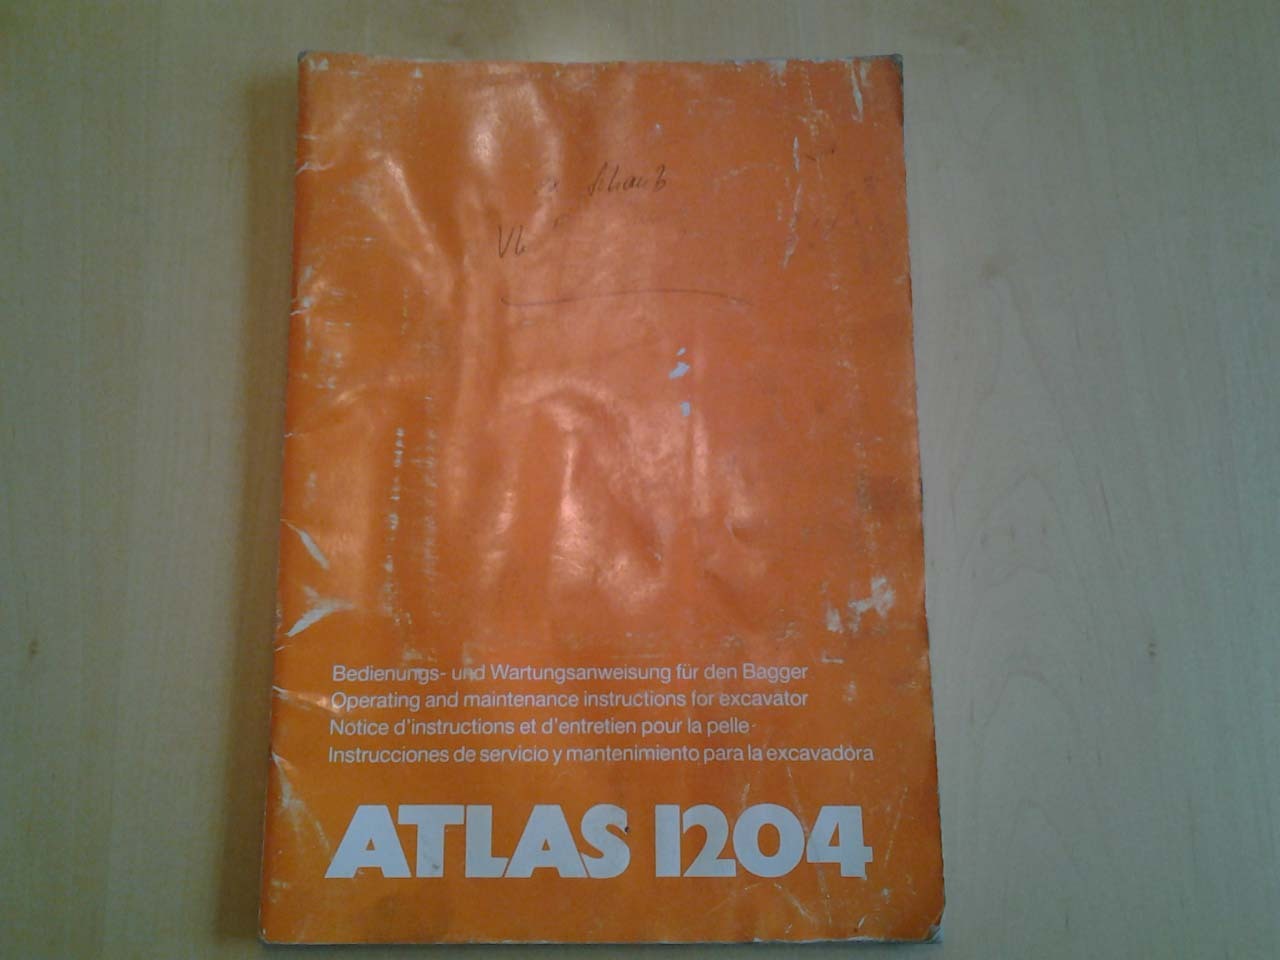 Bedienungs- und Wartungsanweisung für den Bagger
Operating and maintenance instructions for excavator
Notice d'instructions et d'entretien pour la pelle
Instrucciones de servicio y mantenimiento para la excavadora
ATLAS 1204